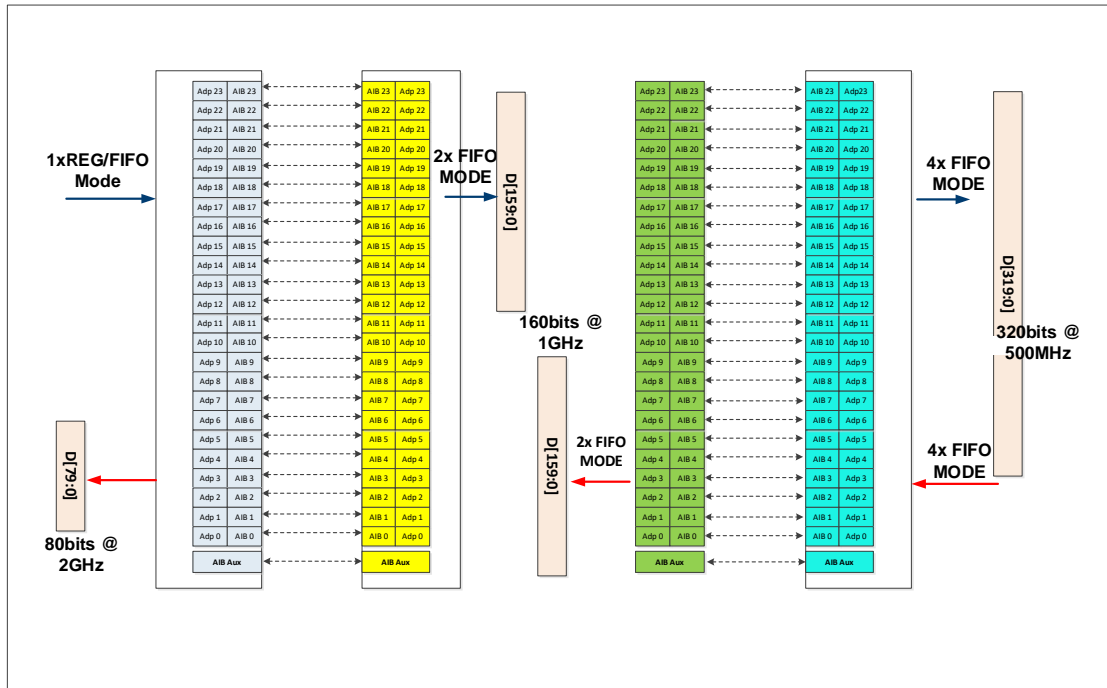 Adp 23 AIB 23 AIB 23 Adp 23 Adp 23 AIB 23 AIB 23 Adp23
Adp 22 AIB 22 AIB 22 Adp 22 Adp 22 AIB 22 AIB 22 Adp 22
Adp 21 AIB 21 AIB 21 Adp 21 Adp 21 AIB 21 AIB 21 Adp 21
Adp 20 AIB 20 AIB 20 Adp 20 Adp 20 AIB 20 AIB 20 Adp 20
Adp 19 AIB 19 AIB 19 Adp 19 Adp 19 AIB 19 AIB 19 Adp 19
Adp 18 AIB 18 AIB 18 Adp 18 Adp 18 AIB 18 AIB 18 Adp 18
Adp 17 AIB 17 AIB 17 Adp 17 Adp 17 AIB 17 AIB 17 Adp 17
Adp 16 AIB 16 AIB 16 Adp 16 Adp 16 AIB 16 AIB 16 Adp 16
Adp 15 AIB 15 AIB 15 Adp 15 Adp 15 AIB 15 AIB 15 Adp 15
Adp 14 AIB 14 AIB 14 Adp 14 Adp 14 AIB 14 AIB 14 Adp 14
Adp 13 AIB 13 AIB 13 Adp 13 Adp 13 AIB 13 AIB 13 Adp 13
Adp 12 AIB 12 AIB 12 Adp 12 Adp 12 AIB 12 AIB 12 Adp 12
Adp 11 AIB 11 AIB 11 Adp 11 Adp 11 AIB 11 AIB 11 Adp 11
Adp 10 AIB 10 AIB 10 Adp 10 Adp 10 AIB 10 AIB 10 Adp 10
Adp 9 AIB 9 AIB 9 Adp 9 Adp 9 AIB 9 AIB 9 Adp 9
Adp 8 AIB 8 AIB 8 Adp 8 Adp 8 AIB 8 AIB 8 Adp 8
Adp 7 AIB 7 AIB 7 Adp 7 Adp 7 AIB 7 AIB 7 Adp 7
Adp 6 AIB 6 AIB 6 Adp 6 Adp 6 AIB 6 AIB 6 Adp 6
Adp 5 AIB 5 AIB 5 Adp 5 Adp 5 AIB 5 AIB 5 Adp 5
Adp 4 AIB 4 AIB 4 Adp 4 Adp 4 AIB 4 AIB 4 Adp 4
Adp 3 AIB 3 AIB 3 Adp 3 Adp 3 AIB 3 AIB 3 Adp 3
Adp 2 AIB 2 AIB 2 Adp 2 Adp 2 AIB 2 AIB 2 Adp 2
Adp 1 AIB 1 AIB 1 Adp 1 Adp 1 AIB 1 AIB 1 Adp 1
Adp 0 AIB 0 AIB 0 Adp 0 Adp 0 AIB 0 AIB 0 Adp 0
AIB Aux AIB Aux AIB Aux AIB Aux
1xREG/FIFO
Mode
D[79:0]
80bits @
2GHz
2x FIFO
MODE
D[159:0]
160bits @
1GHz
D[159:0]
2x FIFO
MODE
4x FIFO
MODE
D[319:0]
320bits @
500MHz
4x FIFO
MODE